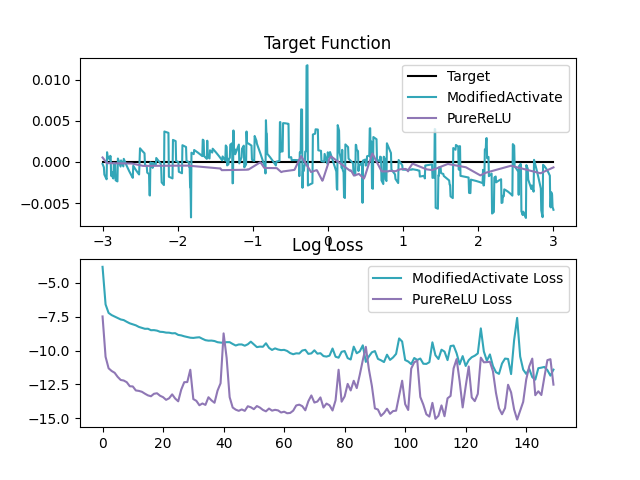 Target Function
0.010
0.005
0.000
−0.005
Target
ModifiedActivate
PureReLU
−3 −2 −1 0 1 2 3
Log Loss
−5.0
−7.5
−10.0
−12.5
−15.0
ModifiedActivate Loss
PureReLU Loss
0 20 40 60 80 100 120 140